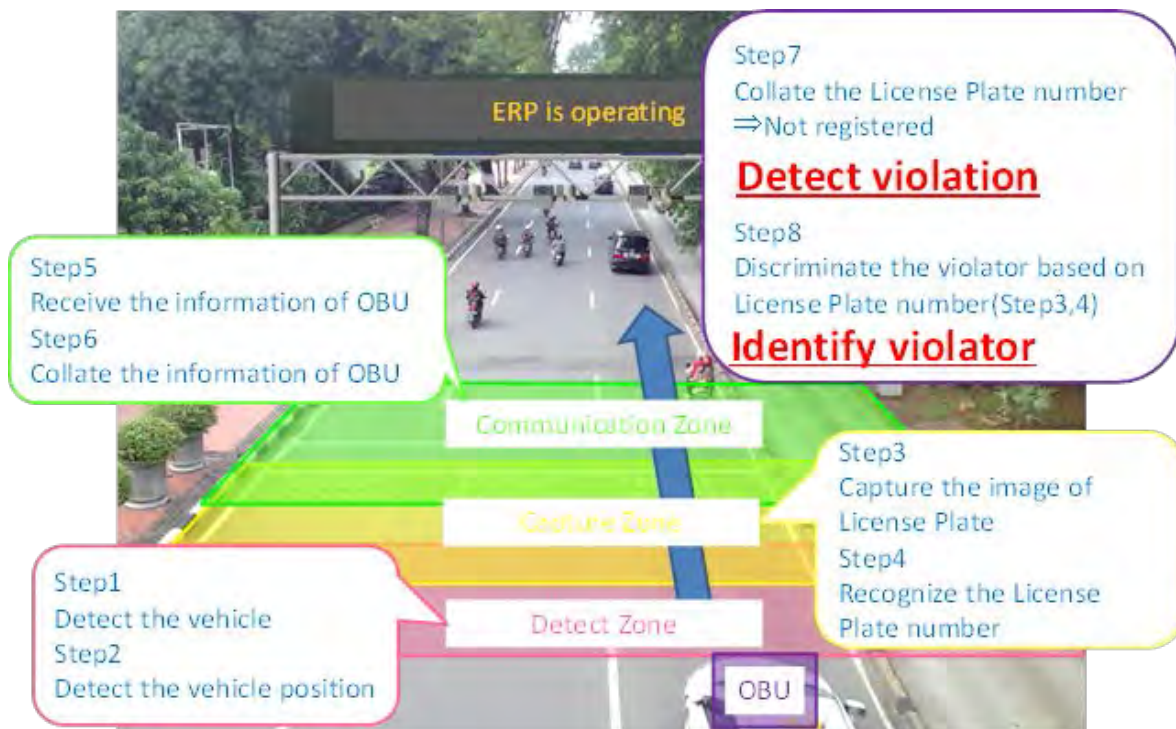 ERP is operating
Step7
Collate the License Plate number
⇒Not registered
Detect violation
Step8
Discriminate the violator based on
License Plate number(Step3,4)
Identify violator
Step5
Receive the information of OBU
Step6
Collate the information of OBU
Communication Zone
Step3
Capture the image of
License Plate
Step4
Recognize the License
Plate number
Capture Zone
Step1
Detect the vehicle
Step2
Detect the vehicle position
Detect Zone
OBU